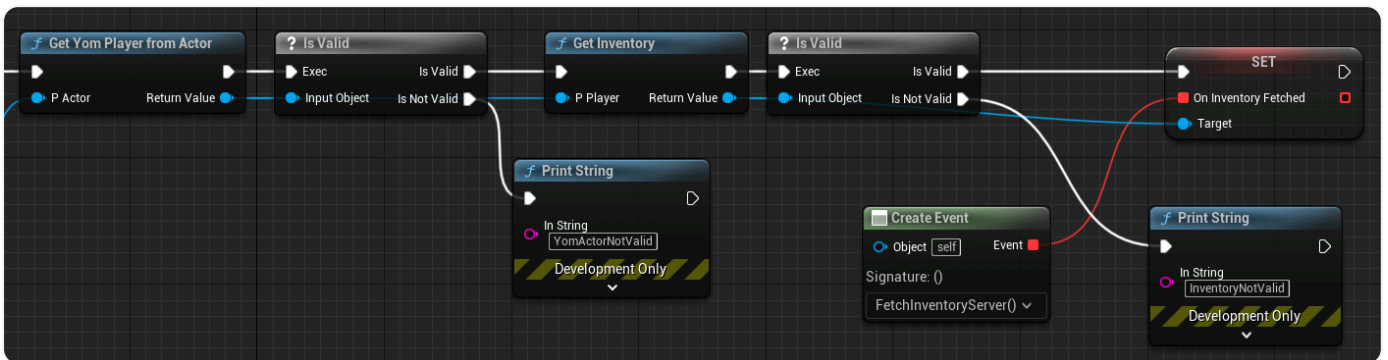 Get Yom Player from Actor
P Actor
Return Value
? Is Valid
Exec
Is Valid
Input Object
Is Not Valid
Get Inventory
P Player
Return Value
? Is Valid
Exec
Is Valid
Input Object
Is Not Valid
SET
On Inventory Fetched
Target
Print String
In String
YomActorNotValid
Development Only
Create Event
Object self
Event
Signature: ()
FetchInventoryServer()
Print String
In String
InventoryNotValid
Development Only